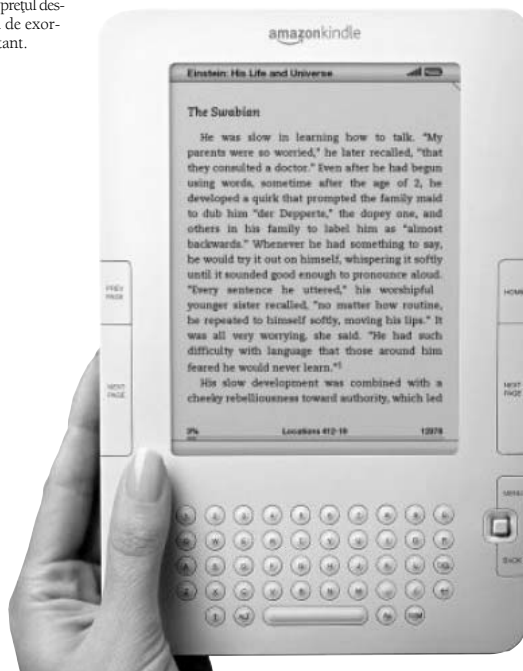 prețul des-
de exor-
tant.
amazonkindle
Einstein: His Life and Universe
The Swabian
He was slow in learning how to talk. "My
parents were so worried," he later recalled, "that
they consulted a doctor." Even after he had begun
using words, sometime after the age of 2, he
developed a quirk that prompted the family maid
to dub him "der Depperte," the dopey one, and
others in his family to label him as "almost
backwards." Whenever he had something to say,
he would try it out on himself, whispering it softly
until it sounded good enough to pronounce aloud.
"Every sentence he uttered," his worshipful
younger sister recalled, "no matter how routine,
he repeated to himself softly, moving his lips." It
was all very worrying, she said. "He had such
difficulty with language that those around him
feared he would never learn."
His slow development was combined with a
cheeky rebelliousness toward authority, which led
3% Locations 412-19 12978
PREV
PAGE
NEXT
PAGE
HOME
NEXT
PAGE
MENU
BACK